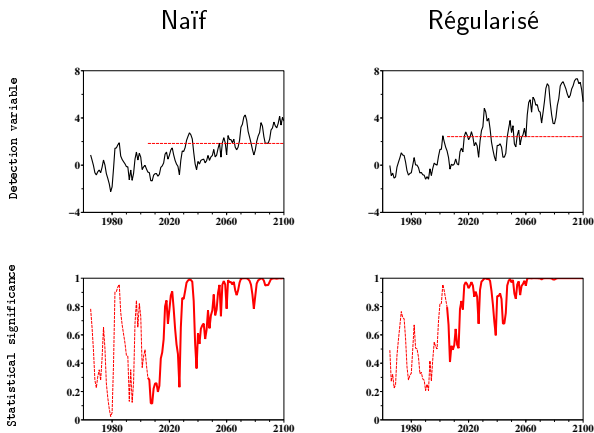 Naïf Régularisé
Detection variable
8 8
4 4
0 0
−4 −4
1980 2020 2060 2100 1980 2020 2060 2100
Statistical significance
1 1
0.8 0.8
0.6 0.6
0.4 0.4
0.2 0.2
0 0
1980 2020 2060 2100 1980 2020 2060 2100